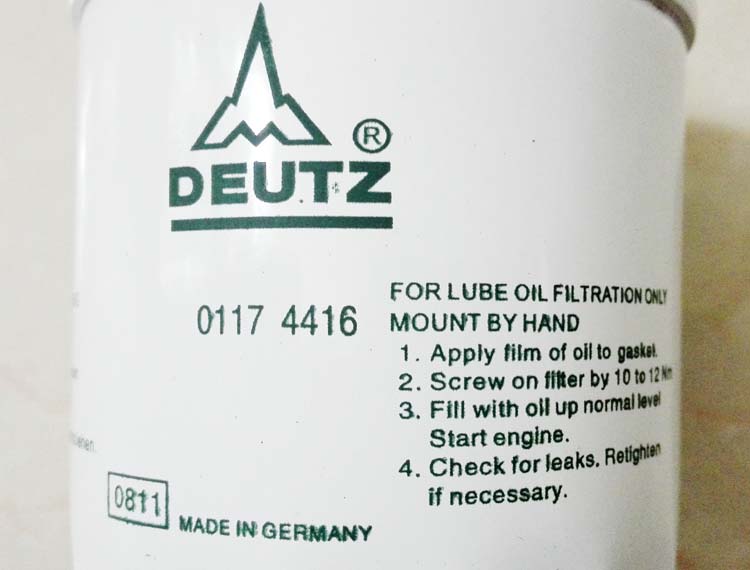 ®
DEUTZ
0117 4416
FOR LUBE OIL FILTRATION ONLY
MOUNT BY HAND
1. Apply film of oil to gasket.
2. Screw on filter by 10 to 12 Nm
3. Fill with oil up normal level
Start engine.
4. Check for leaks. Retighten
if necessary.
0811
MADE IN GERMANY